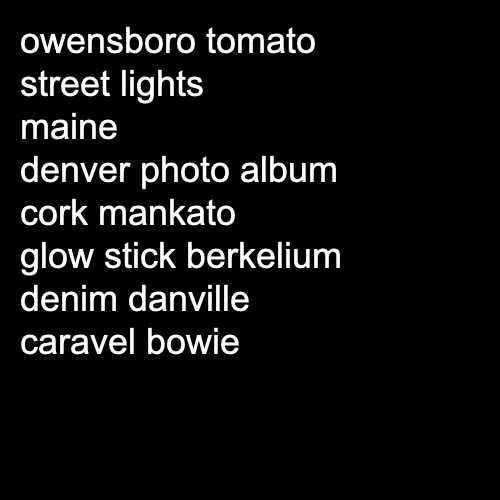 owensboro tomato
street lights
maine
denver photo album
cork mankato
glow stick berkelium
denim danville
caravel bowie